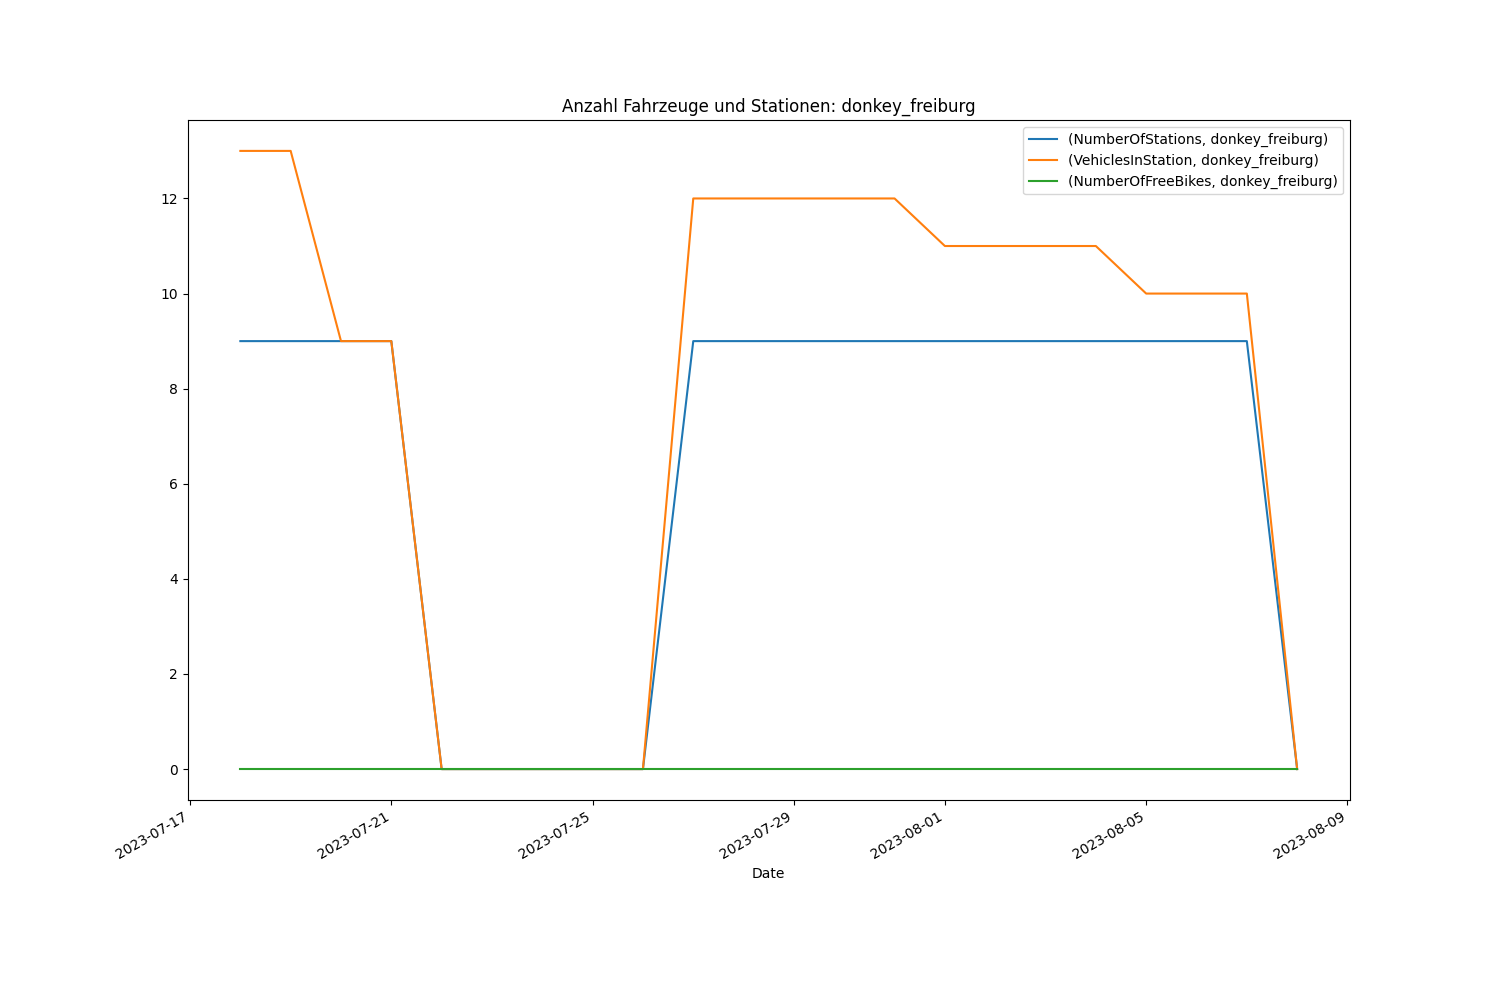 Anzahl Fahrzeuge und Stationen: donkey_freiburg
(NumberOfStations, donkey_freiburg)
(VehiclesInStation, donkey_freiburg)
(NumberOfFreeBikes, donkey_freiburg)
12
10
8
6
4
2
0
2023-07-17
2023-07-21
2023-07-25
2023-07-29
2023-08-01
2023-08-05
2023-08-09
Date